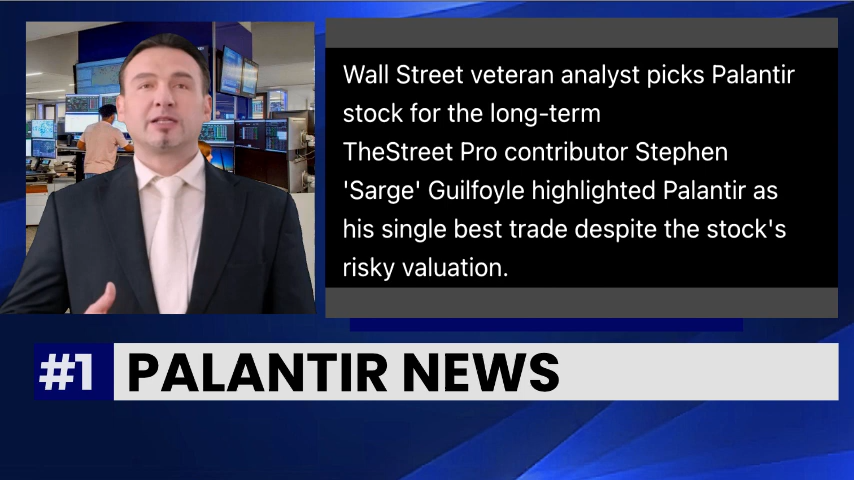 Wall Street veteran analyst picks Palantir
stock for the long-term
TheStreet Pro contributor Stephen
'Sarge' Guilfoyle highlighted Palantir as
his single best trade despite the stock's
risky valuation.
#1 PALANTIR NEWS